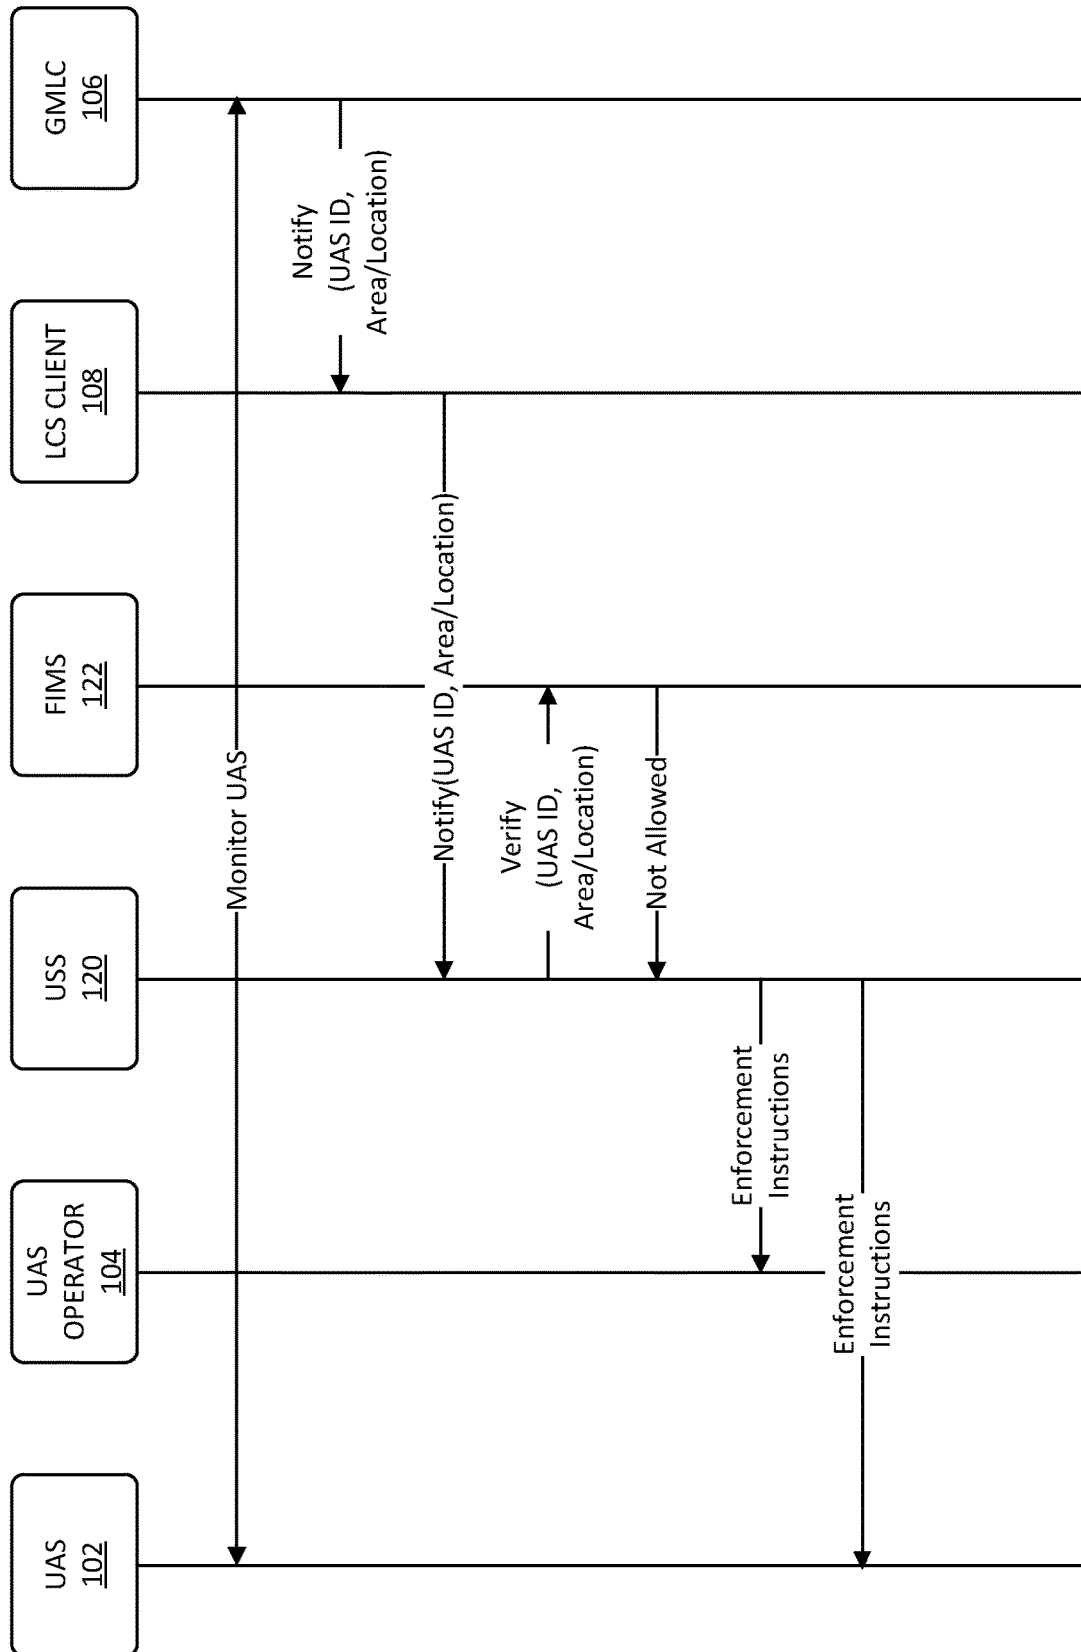 UAS
102
UAS
OPERATOR
104
USS
120
FIMS
122
LCS CLIENT
108
GMLC
106
Monitor UAS
Notify
(UAS ID,
Area/Location)
Notify(UAS ID, Area/Location)
Verify
(UAS ID,
Area/Location)
Not Allowed
Enforcement
Instructions
Enforcement
Instructions